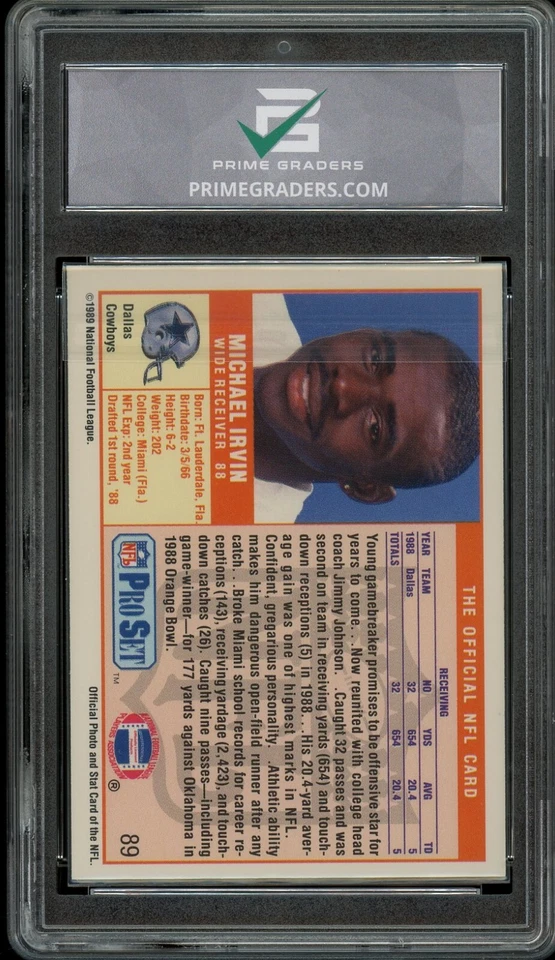 PG
PRIME GRADERS
PRIMEGRADERS.COM
THE OFFICIAL NFL CARD
MICHAEL IRVIN
WIDE RECEIVER 88
Dallas
Cowboys
Born: Ft. Lauderdale, Fla.
Birthdate: 3/5/66
Height: 6-2
Weight: 202
College: Miami (Fla.)
NFL Exp: 2nd year
Drafted 1st round, '88
©1989 National Football League.
RECEIVING
YEAR TEAM NO YDS AVG TD
1988 Dallas 32 654 20.4 5
TOTALS 32 654 20.4 5
Young gamebreaker promises to be offensive star for
years to come. . .Now reunited with college head
coach Jimmy Johnson. . .Caught 32 passes and was
second on team in receiving yards (654) and touch-
down receptions (5) in 1988. . .His 20.4-yard aver-
age gain was one of highest marks in NFL.
Confident, gregarious personality. . .Athletic ability
makes him dangerous open-field runner after any
catch. . .Broke Miami school records for career re-
ceptions (143), receiving yardage (2,423), and touch-
down catches (26). Caught nine passes—including
game-winner—for 177 yards against Oklahoma in
1988 Orange Bowl.
NFL PRO SET TM
® 89
Official Photo and Stat Card of the NFL.